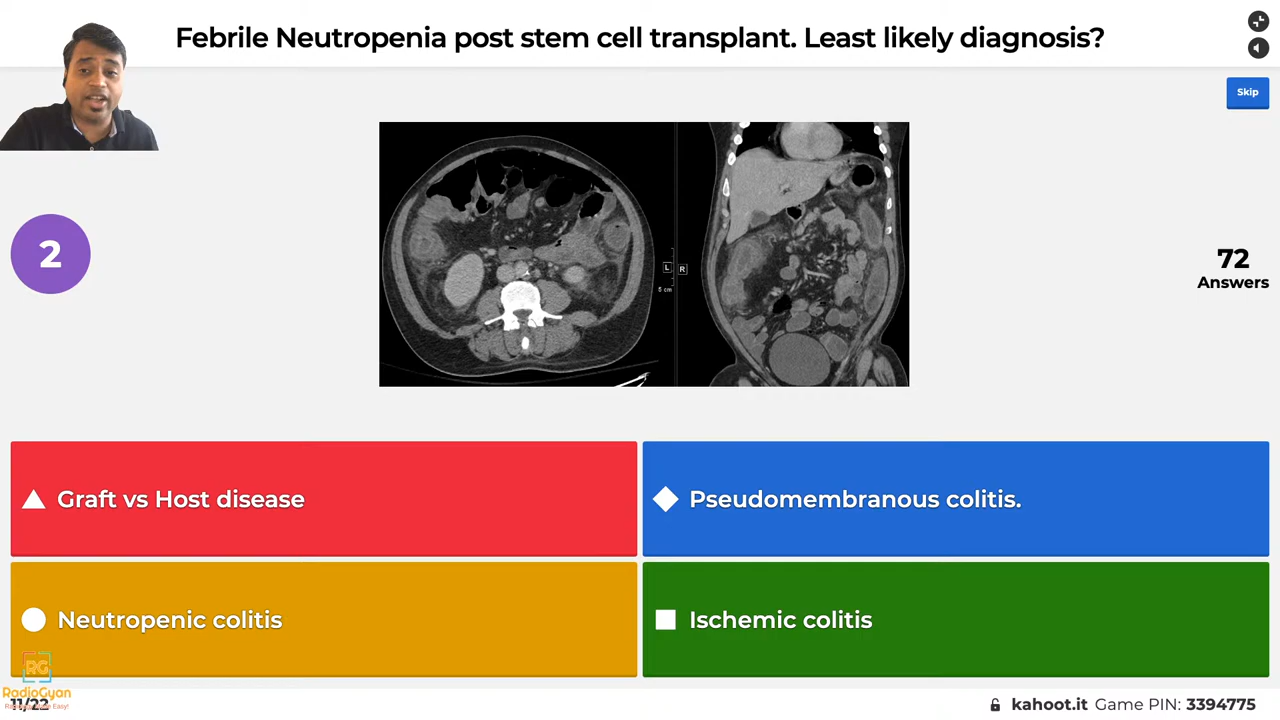 Febrile Neutropenia post stem cell transplant. Least likely diagnosis?
Skip
2
72
Answers
L
R
5 cm
Graft vs Host disease
Pseudomembranous colitis.
Neutropenic colitis
Ischemic colitis
RG
RadioGyan
11/22
kahoot.it Game PIN: 3394775